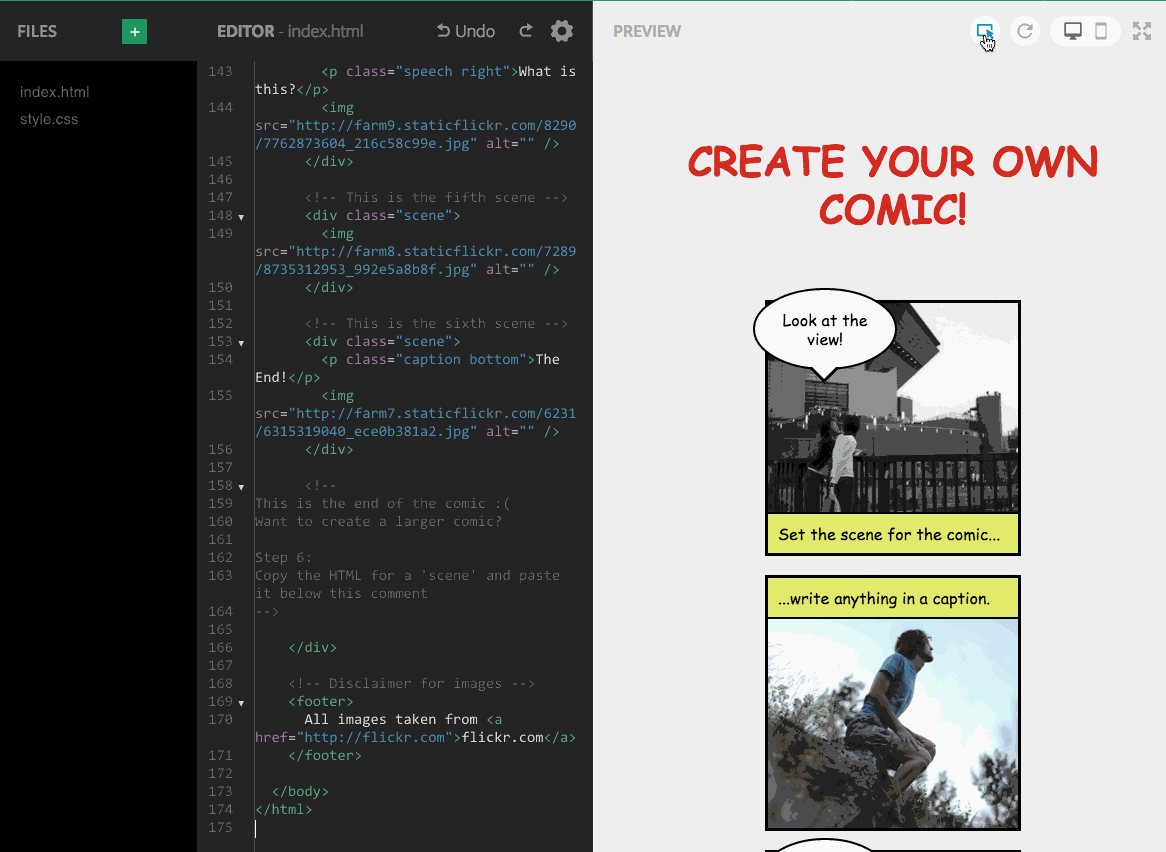 FILES
+
EDITOR - index.html
Undo
PREVIEW
index.html
style.css
143 <p class="speech right">What is
this?</p>
144 <img
src="http://farm9.staticflickr.com/8290
/7762873604_216c58c99e.jpg" alt="" />
145 </div>
146
147 <!-- This is the fifth scene -->
148 <div class="scene">
149 <img
src="http://farm8.staticflickr.com/7289
/8735312953_992e5a8b8f.jpg" alt="" />
150 </div>
151
152 <!-- This is the sixth scene -->
153 <div class="scene">
154 <p class="caption bottom">The
End!</p>
155 <img
src="http://farm7.staticflickr.com/6231
/6315319040_ece0b381a2.jpg" alt="" />
156 </div>
157
158 <!--
159 This is the end of the comic :(
160 Want to create a larger comic?
161
162 Step 6:
163 Copy the HTML for a 'scene' and paste
it below this comment
164 -->
165
166 </div>
167
168 <!-- Disclaimer for images -->
169 <footer>
170 All images taken from <a
href="http://flickr.com">flickr.com</a>
171 </footer>
172
173 </body>
174 </html>
175
CREATE YOUR OWN
COMIC!
Look at the
view!
Set the scene for the comic...
...write anything in a caption.